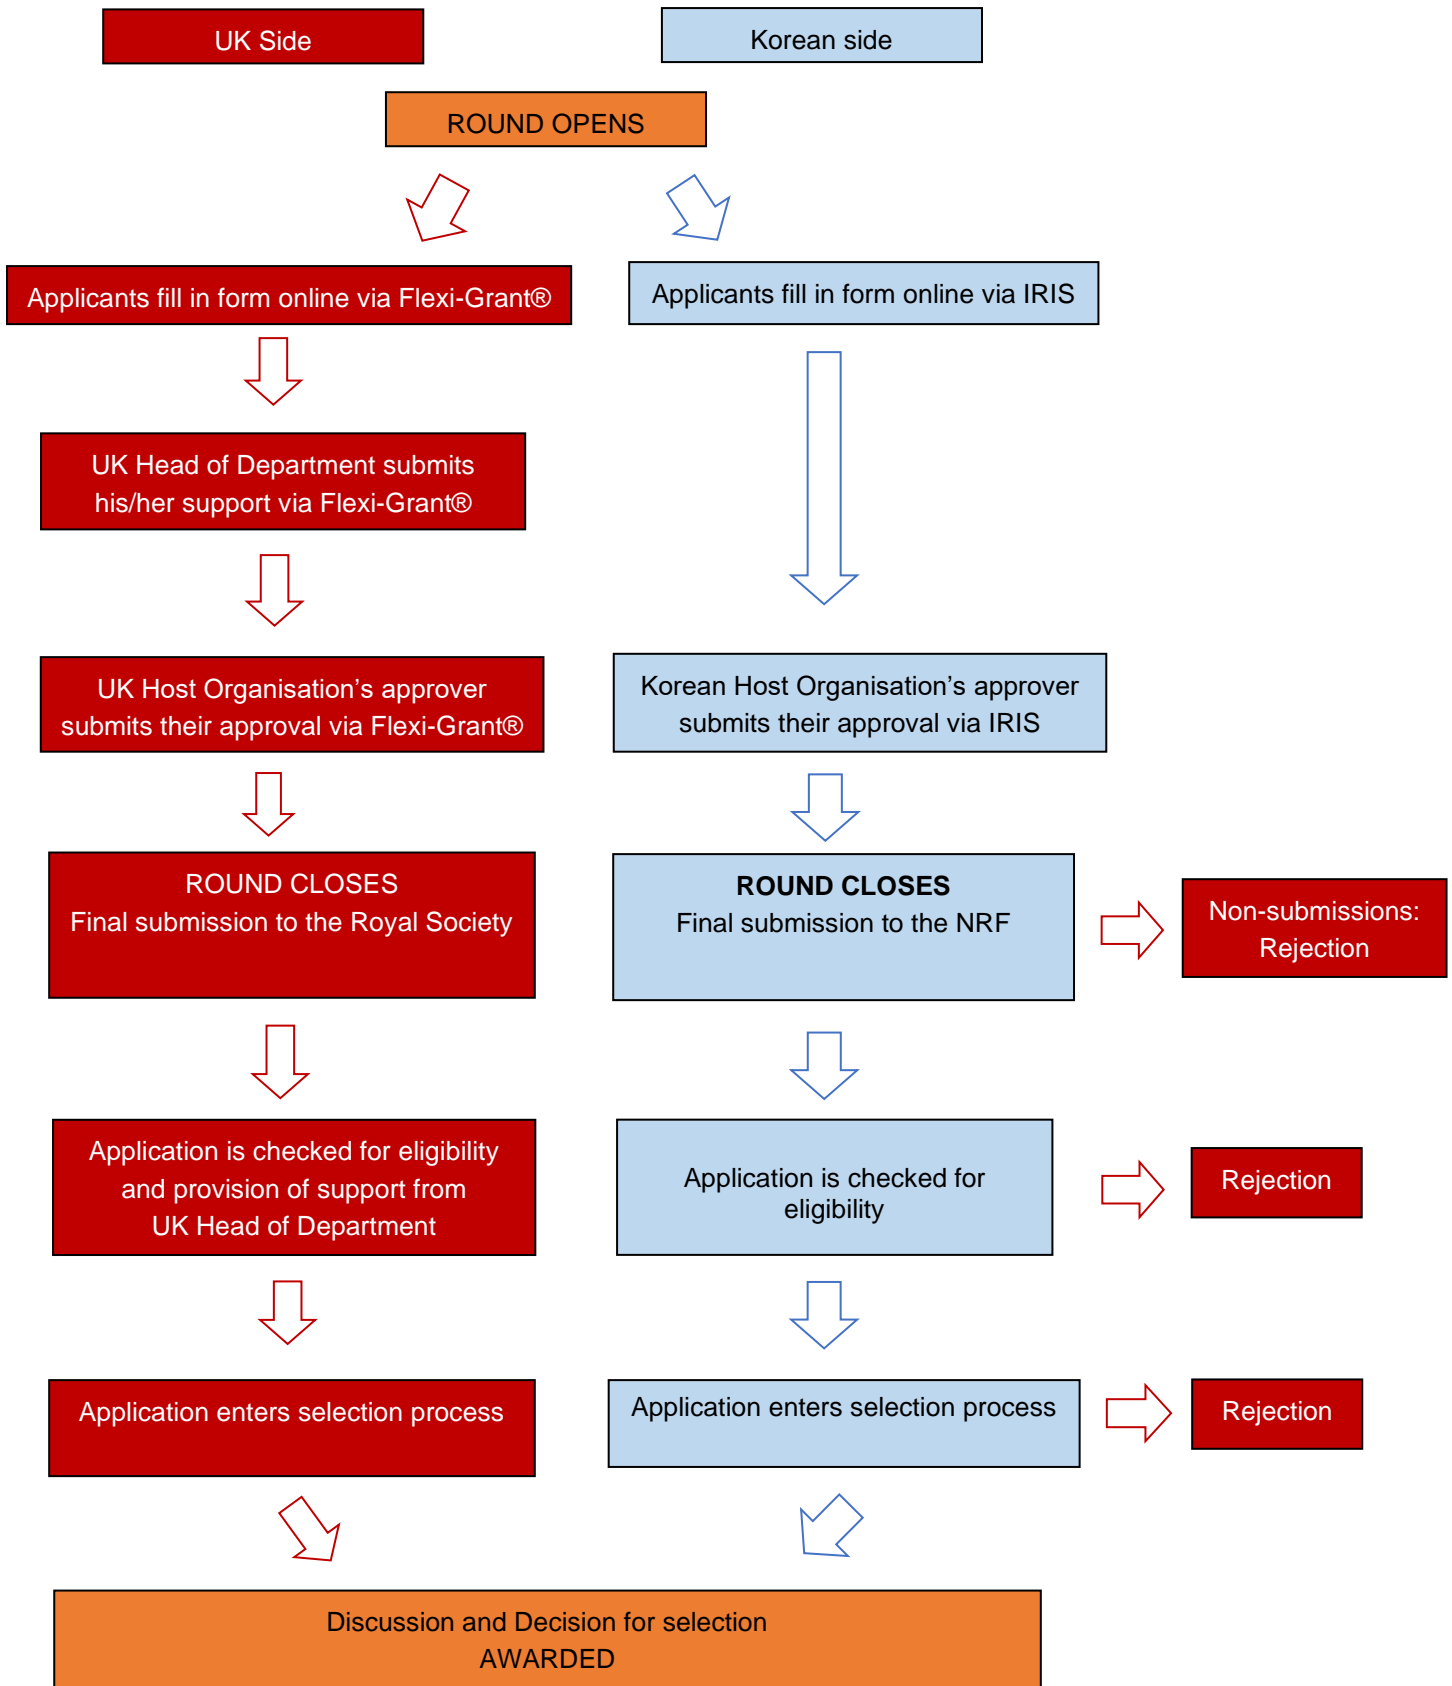 UK Side
Korean side
ROUND OPENS
Applicants fill in form online via Flexi-Grant®
Applicants fill in form online via IRIS
UK Head of Department submits
his/her support via Flexi-Grant®
UK Host Organisation’s approver
submits their approval via Flexi-Grant®
Korean Host Organisation’s approver
submits their approval via IRIS
ROUND CLOSES
Final submission to the Royal Society
ROUND CLOSES
Final submission to the NRF
Non-submissions:
Rejection
Application is checked for eligibility
and provision of support from
UK Head of Department
Application is checked for
eligibility
Rejection
Application enters selection process
Application enters selection process
Rejection
Discussion and Decision for selection
AWARDED